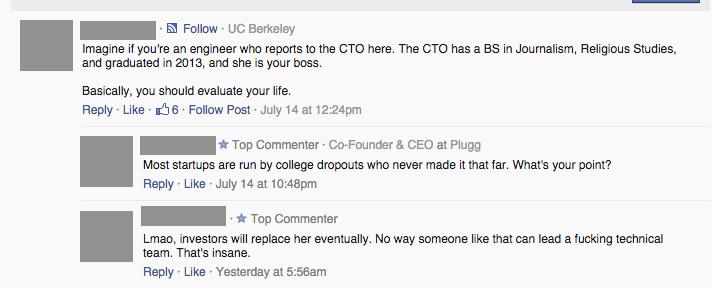 · Follow · UC Berkeley
Imagine if you're an engineer who reports to the CTO here. The CTO has a BS in Journalism, Religious Studies,
and graduated in 2013, and she is your boss.
Basically, you should evaluate your life.
Reply · Like · 6 · Follow Post · July 14 at 12:24pm
Top Commenter · Co-Founder & CEO at Plugg
Most startups are run by college dropouts who never made it that far. What's your point?
Reply · Like · July 14 at 10:48pm
· Top Commenter
Lmao, investors will replace her eventually. No way someone like that can lead a fucking technical
team. That's insane.
Reply · Like · Yesterday at 5:56am